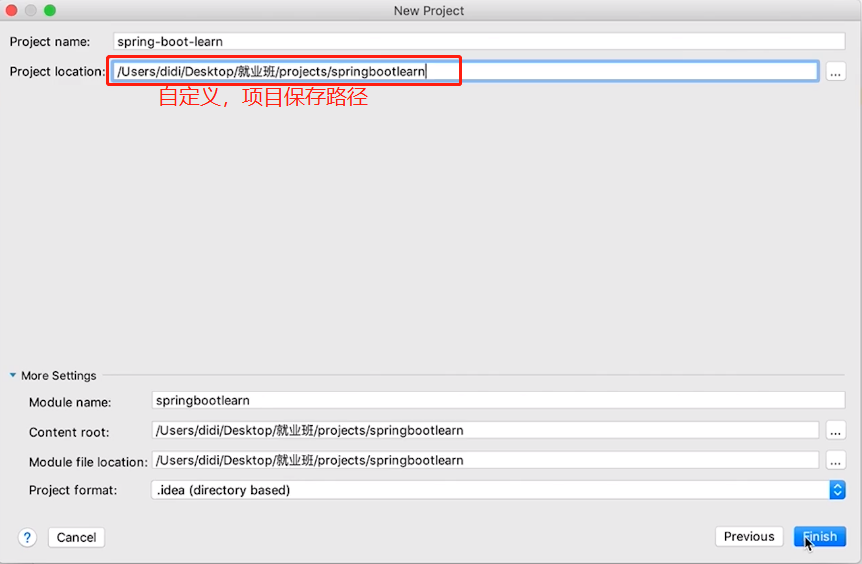 New Project
Project name: spring-boot-learn
Project location: /Users/didi/Desktop/就业班/projects/springbootlearn ...
自定义，项目保存路径
More Settings
Module name: springbootlearn
Content root: /Users/didi/Desktop/就业班/projects/springbootlearn ...
Module file location: /Users/didi/Desktop/就业班/projects/springbootlearn ...
Project format: .idea (directory based)
? Cancel Previous Finish